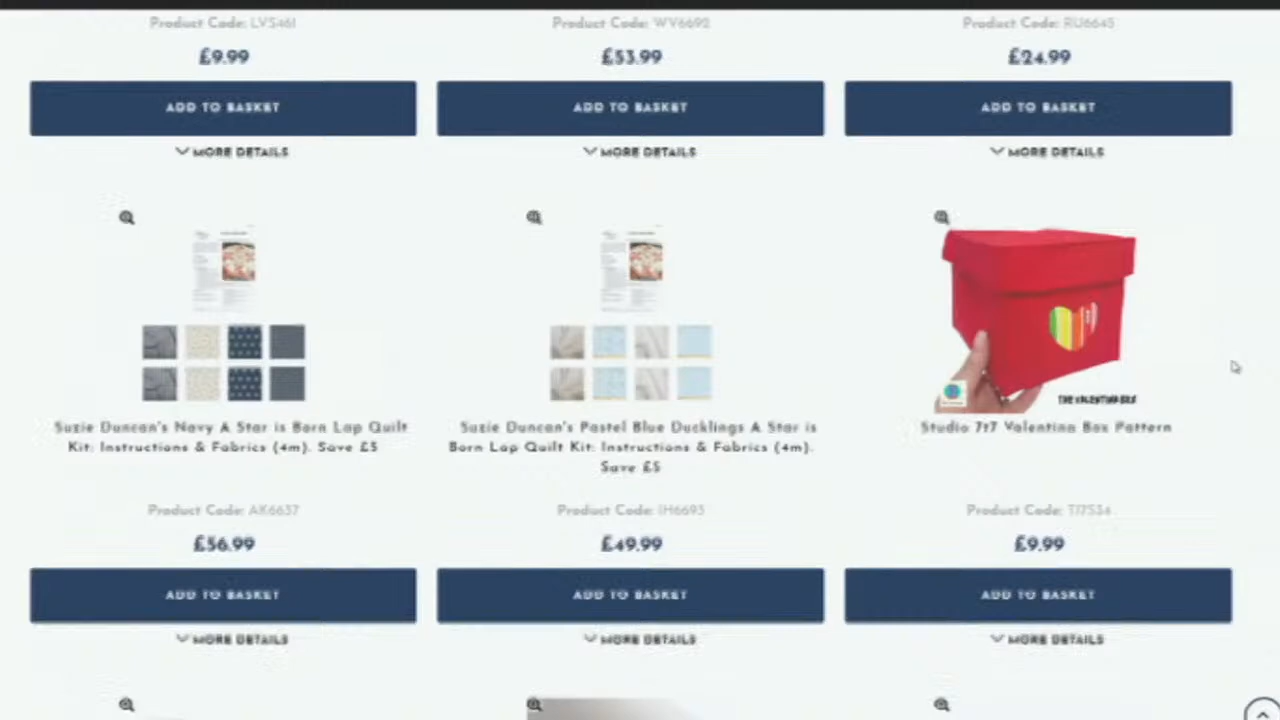 Product Code: LVS461
Product Code: WV6692
Product Code: RU6645
£9.99
£53.99
£24.99
ADD TO BASKET
ADD TO BASKET
ADD TO BASKET
MORE DETAILS
MORE DETAILS
MORE DETAILS
Suzie Duncan's Navy A Star is Born Lap Quilt
Kit: Instructions & Fabrics (4m). Save £5
Suzie Duncan's Pastel Blue Ducklings A Star is
Born Lap Quilt Kit: Instructions & Fabrics (4m).
Save £5
THE VALENTINA BOX
Studio 7t7 Valentina Box Pattern
Product Code: AK6637
Product Code: IH6693
Product Code: TI7534
£56.99
£49.99
£9.99
ADD TO BASKET
ADD TO BASKET
ADD TO BASKET
MORE DETAILS
MORE DETAILS
MORE DETAILS